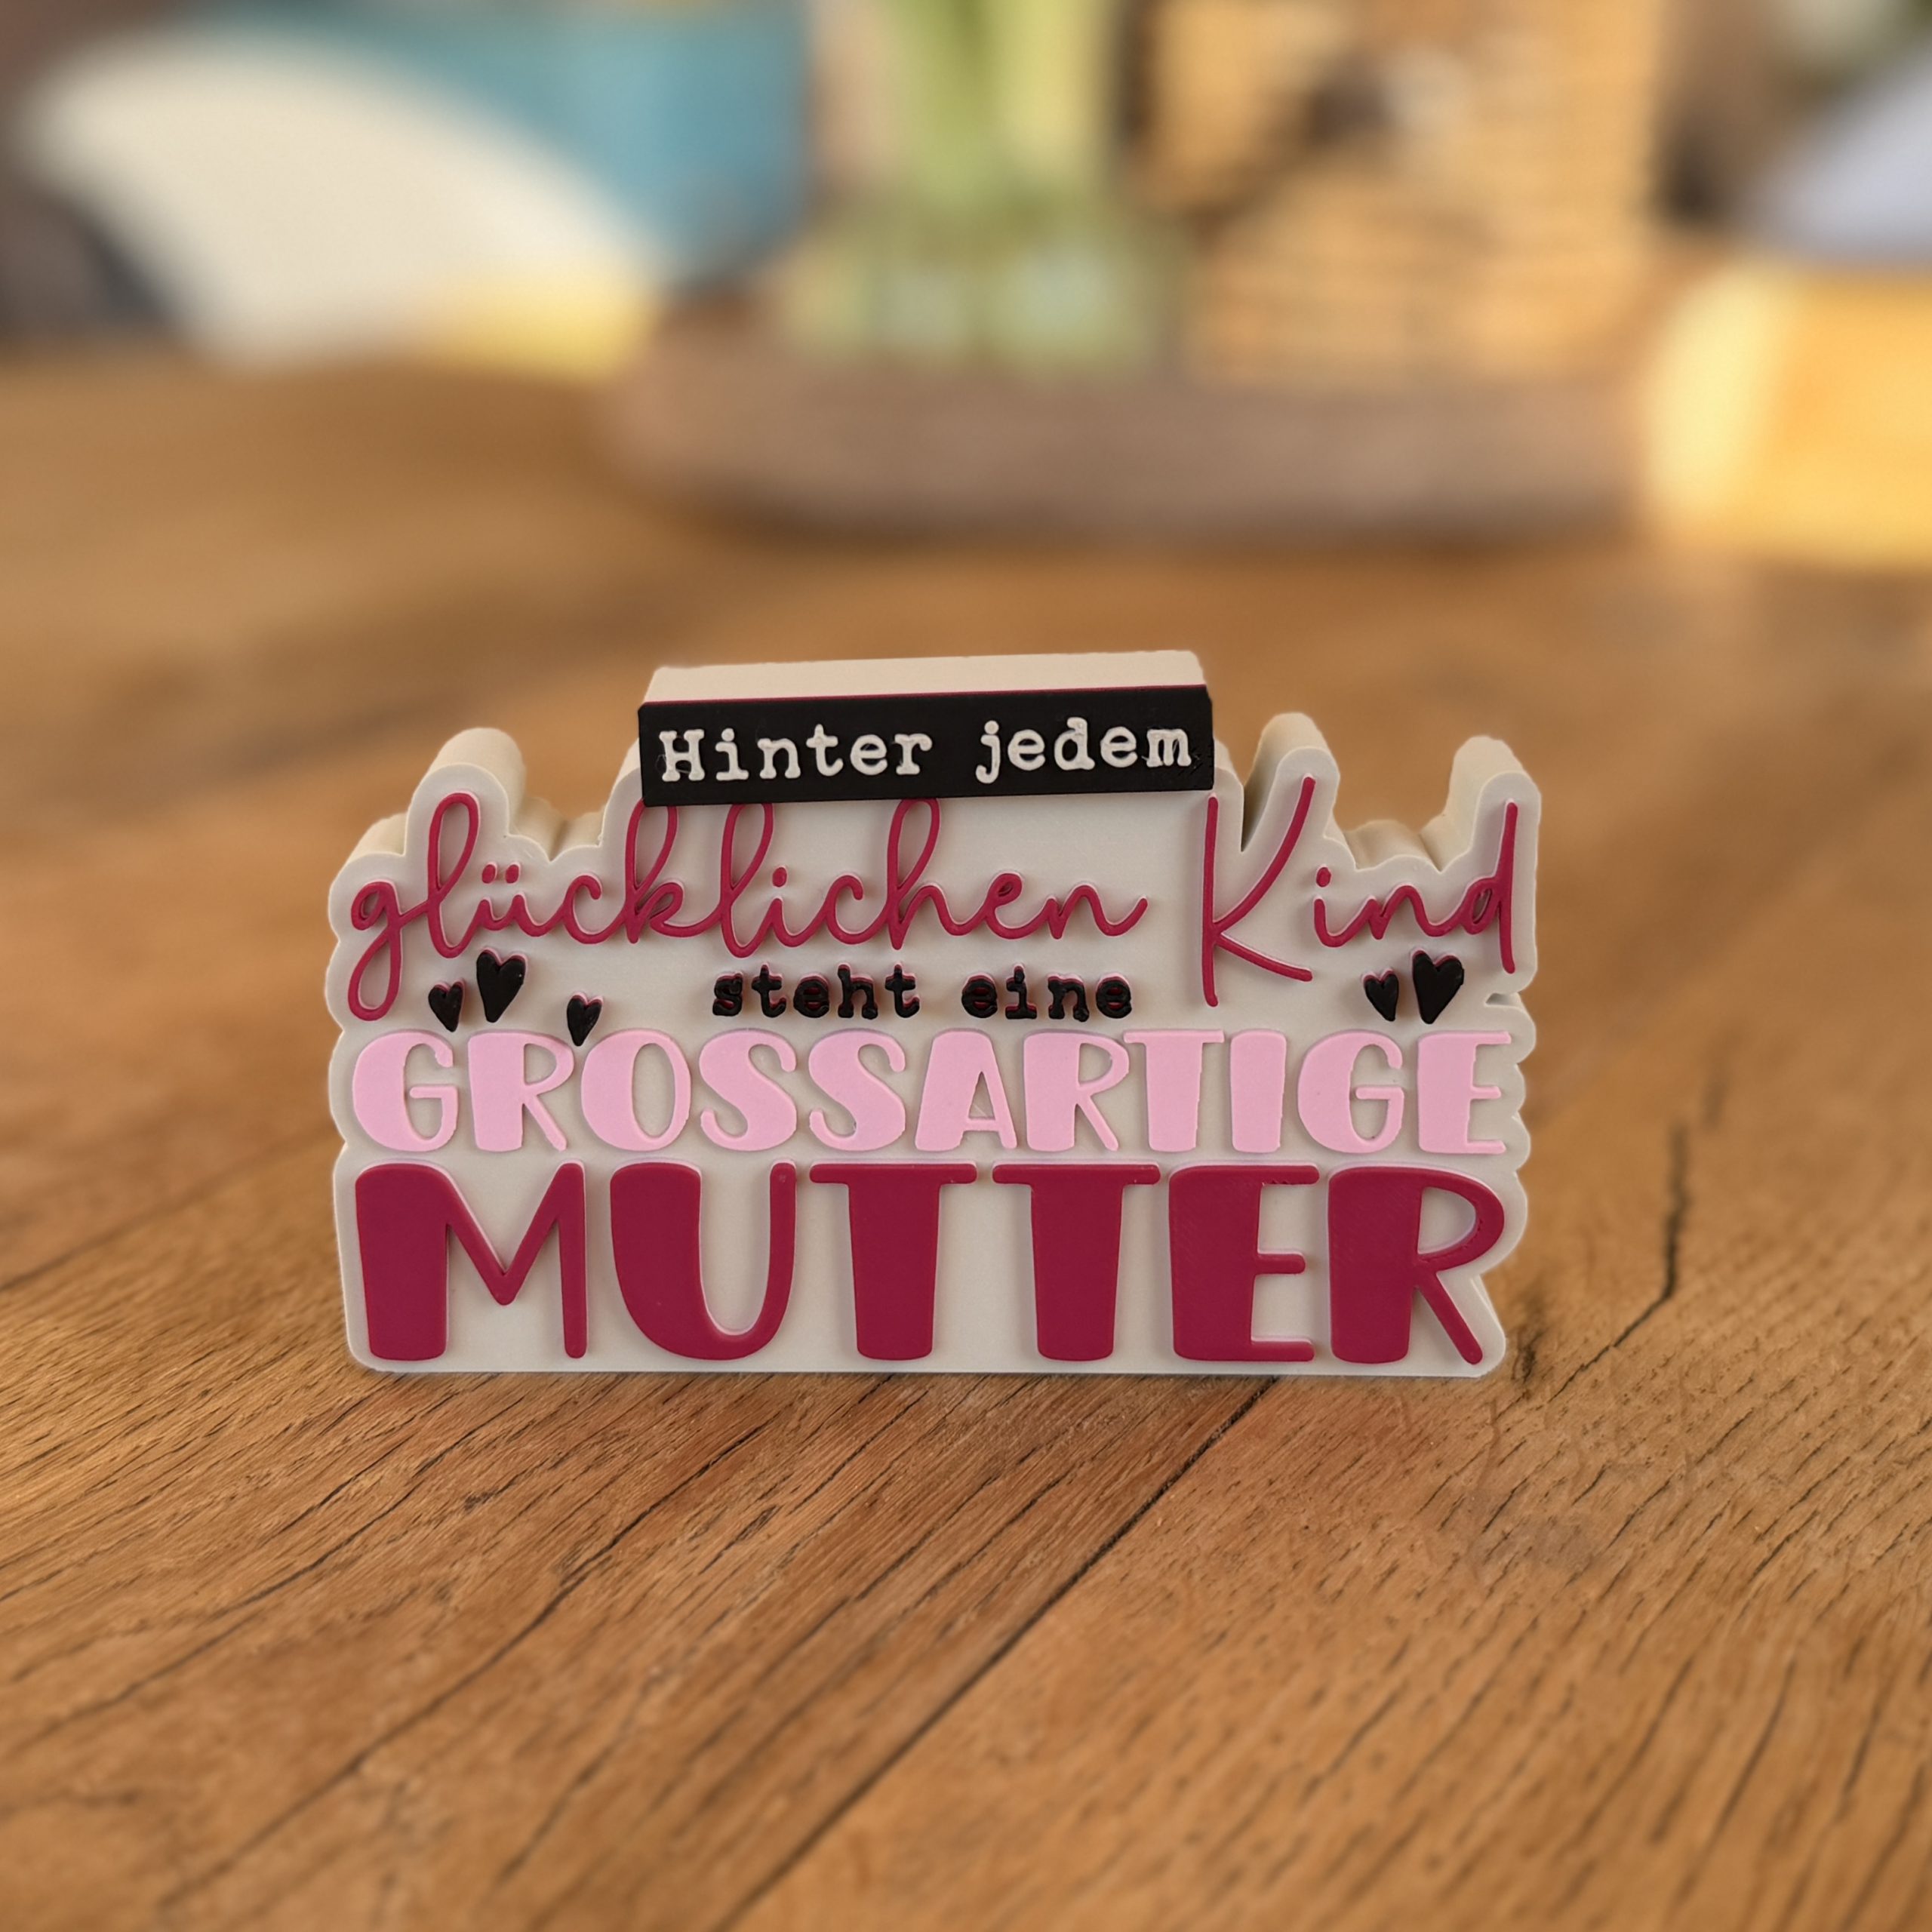 Hinter jedem
glücklichen Kind
steht eine
GROSSARTIGE
MUTTER